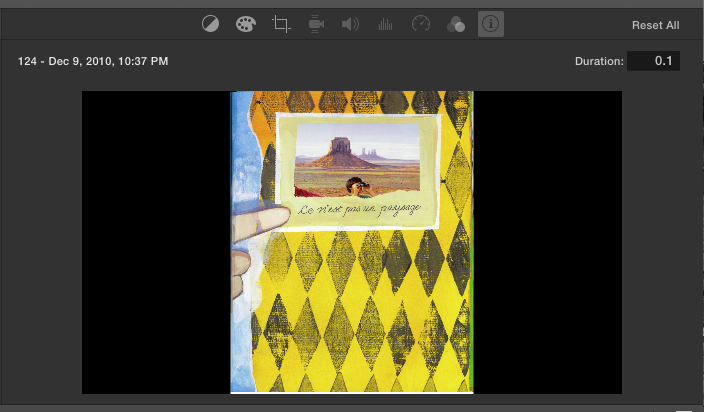 Reset All
124 - Dec 9, 2010, 10:37 PM
Duration: 0.1
Ce n'est pas un paysage